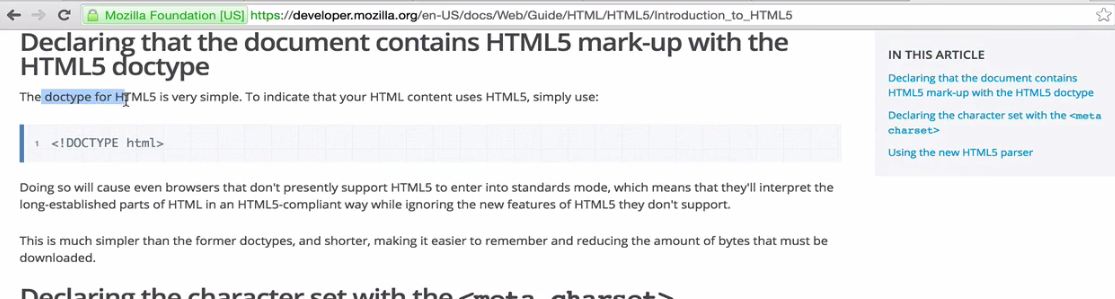 Mozilla Foundation [US] https://developer.mozilla.org/en-US/docs/Web/Guide/HTML/HTML5/Introduction_to_HTML5
Declaring that the document contains HTML5 mark-up with the
HTML5 doctype
The doctype for HTML5 is very simple. To indicate that your HTML content uses HTML5, simply use:
1 <!DOCTYPE html>
Doing so will cause even browsers that don't presently support HTML5 to enter into standards mode, which means that they'll interpret the
long-established parts of HTML in an HTML5-compliant way while ignoring the new features of HTML5 they don't support.
This is much simpler than the former doctypes, and shorter, making it easier to remember and reducing the amount of bytes that must be
downloaded.
Declaring the character set with the <meta charset>
IN THIS ARTICLE
Declaring that the document contains
HTML5 mark-up with the HTML5 doctype
Declaring the character set with the <meta
charset>
Using the new HTML5 parser